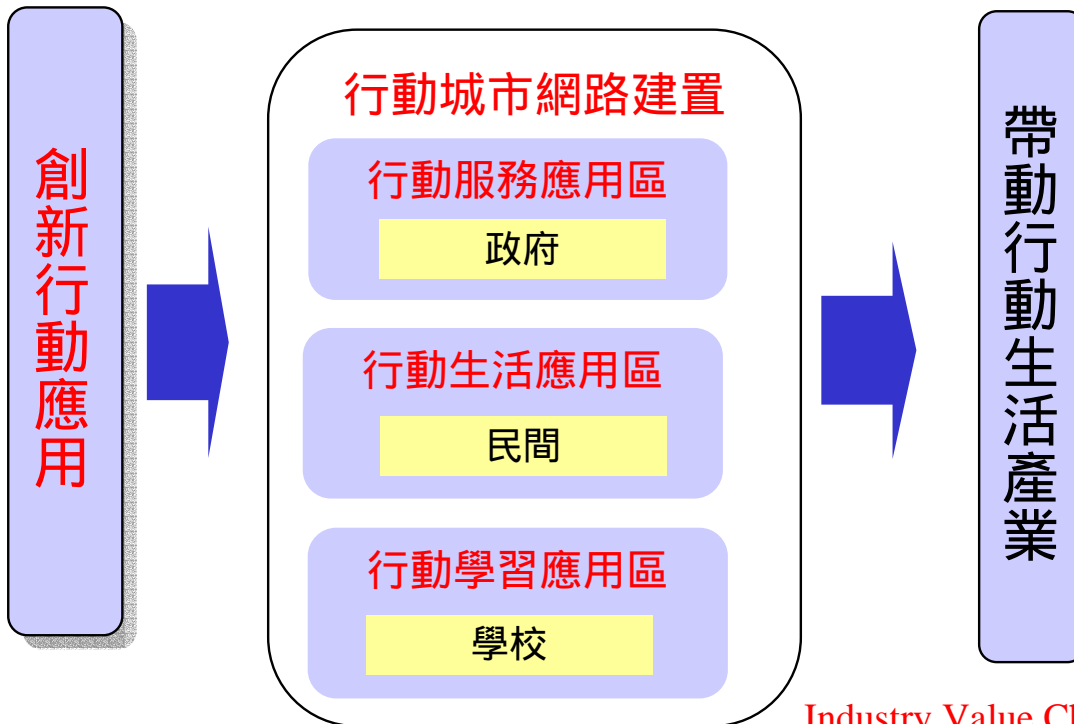 創新行動應用
行動城市網路建置
行動服務應用區
政府
行動生活應用區
民間
行動學習應用區
學校
帶動行動生活產業
Industry Value